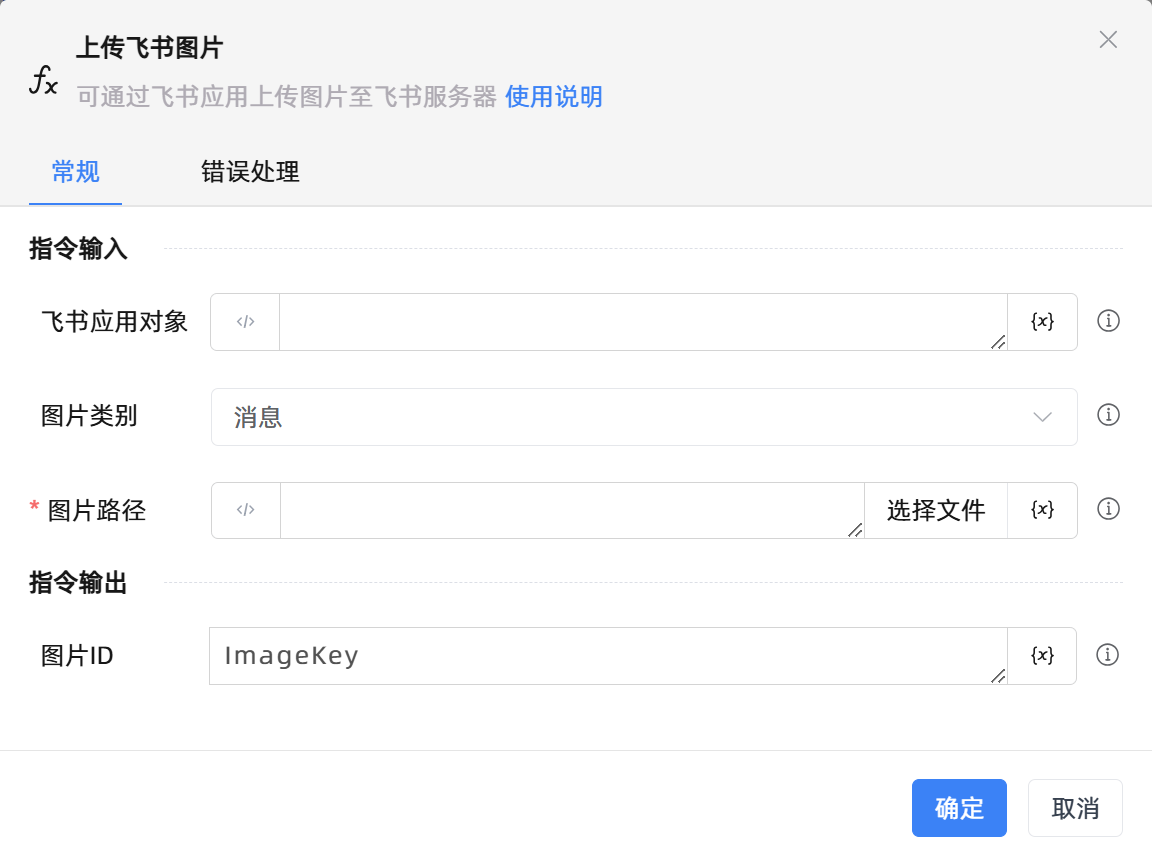 上传飞书图片
fx
可通过飞书应用上传图片至飞书服务器 使用说明
常规 错误处理
指令输入
飞书应用对象 </> {x}
图片类别 消息
* 图片路径 </> 选择文件 {x}
指令输出
图片ID ImageKey {x}
确定 取消